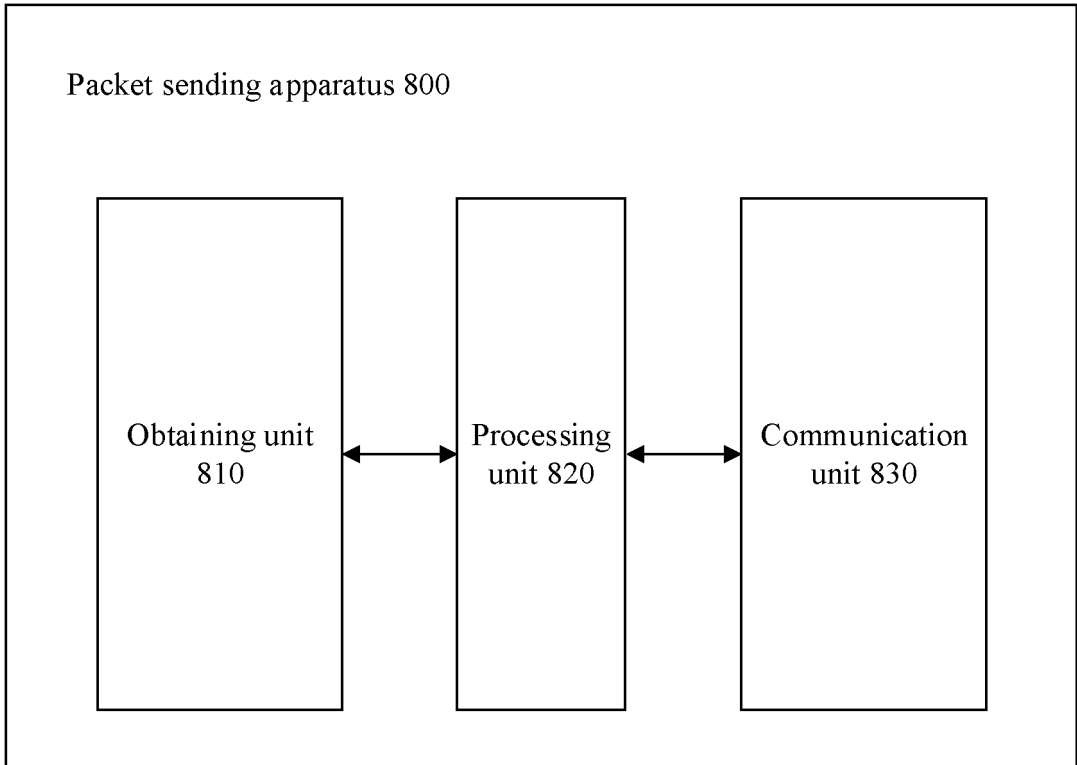 Packet sending apparatus 800
Obtaining unit
810
Processing
unit 820
Communication
unit 830